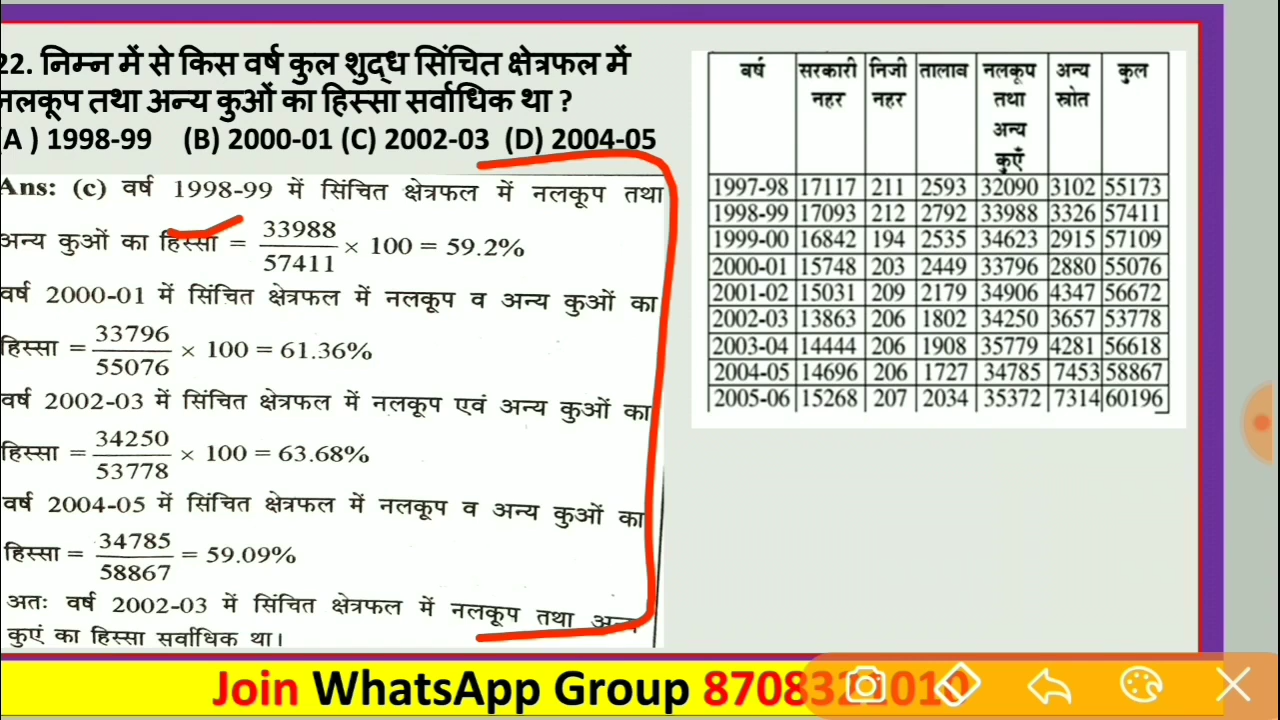 22. निम्न में से किस वर्ष कुल शुद्ध सिंचित क्षेत्रफल में
नलकूप तथा अन्य कुओं का हिस्सा सर्वाधिक था ?
(A ) 1998-99 (B) 2000-01 (C) 2002-03 (D) 2004-05
Ans: (c) वर्ष 1998-99 में सिंचित क्षेत्रफल में नलकूप तथा
अन्य कुओं का हिस्सा = 33988/57411 × 100 = 59.2%
वर्ष 2000-01 में सिंचित क्षेत्रफल में नलकूप व अन्य कुओं का
हिस्सा = 33796/55076 × 100 = 61.36%
वर्ष 2002-03 में सिंचित क्षेत्रफल में नलकूप एवं अन्य कुओं का
हिस्सा = 34250/53778 × 100 = 63.68%
वर्ष 2004-05 में सिंचित क्षेत्रफल में नलकूप व अन्य कुओं का
हिस्सा = 34785/58867 = 59.09%
अतः वर्ष 2002-03 में सिंचित क्षेत्रफल में नलकूप तथा अन्य
कुएं का हिस्सा सर्वाधिक था।
वर्ष सरकारी नहर निजी नहर तालाब नलकूप तथा अन्य कुएँ अन्य स्रोत कुल
1997-98 17117 211 2593 32090 3102 55173
1998-99 17093 212 2792 33988 3326 57411
1999-00 16842 194 2535 34623 2915 57109
2000-01 15748 203 2449 33796 2880 55076
2001-02 15031 209 2179 34906 4347 56672
2002-03 13863 206 1802 34250 3657 53778
2003-04 14444 206 1908 35779 4281 56618
2004-05 14696 206 1727 34785 7453 58867
2005-06 15268 207 2034 35372 7314 60196
Join WhatsApp Group